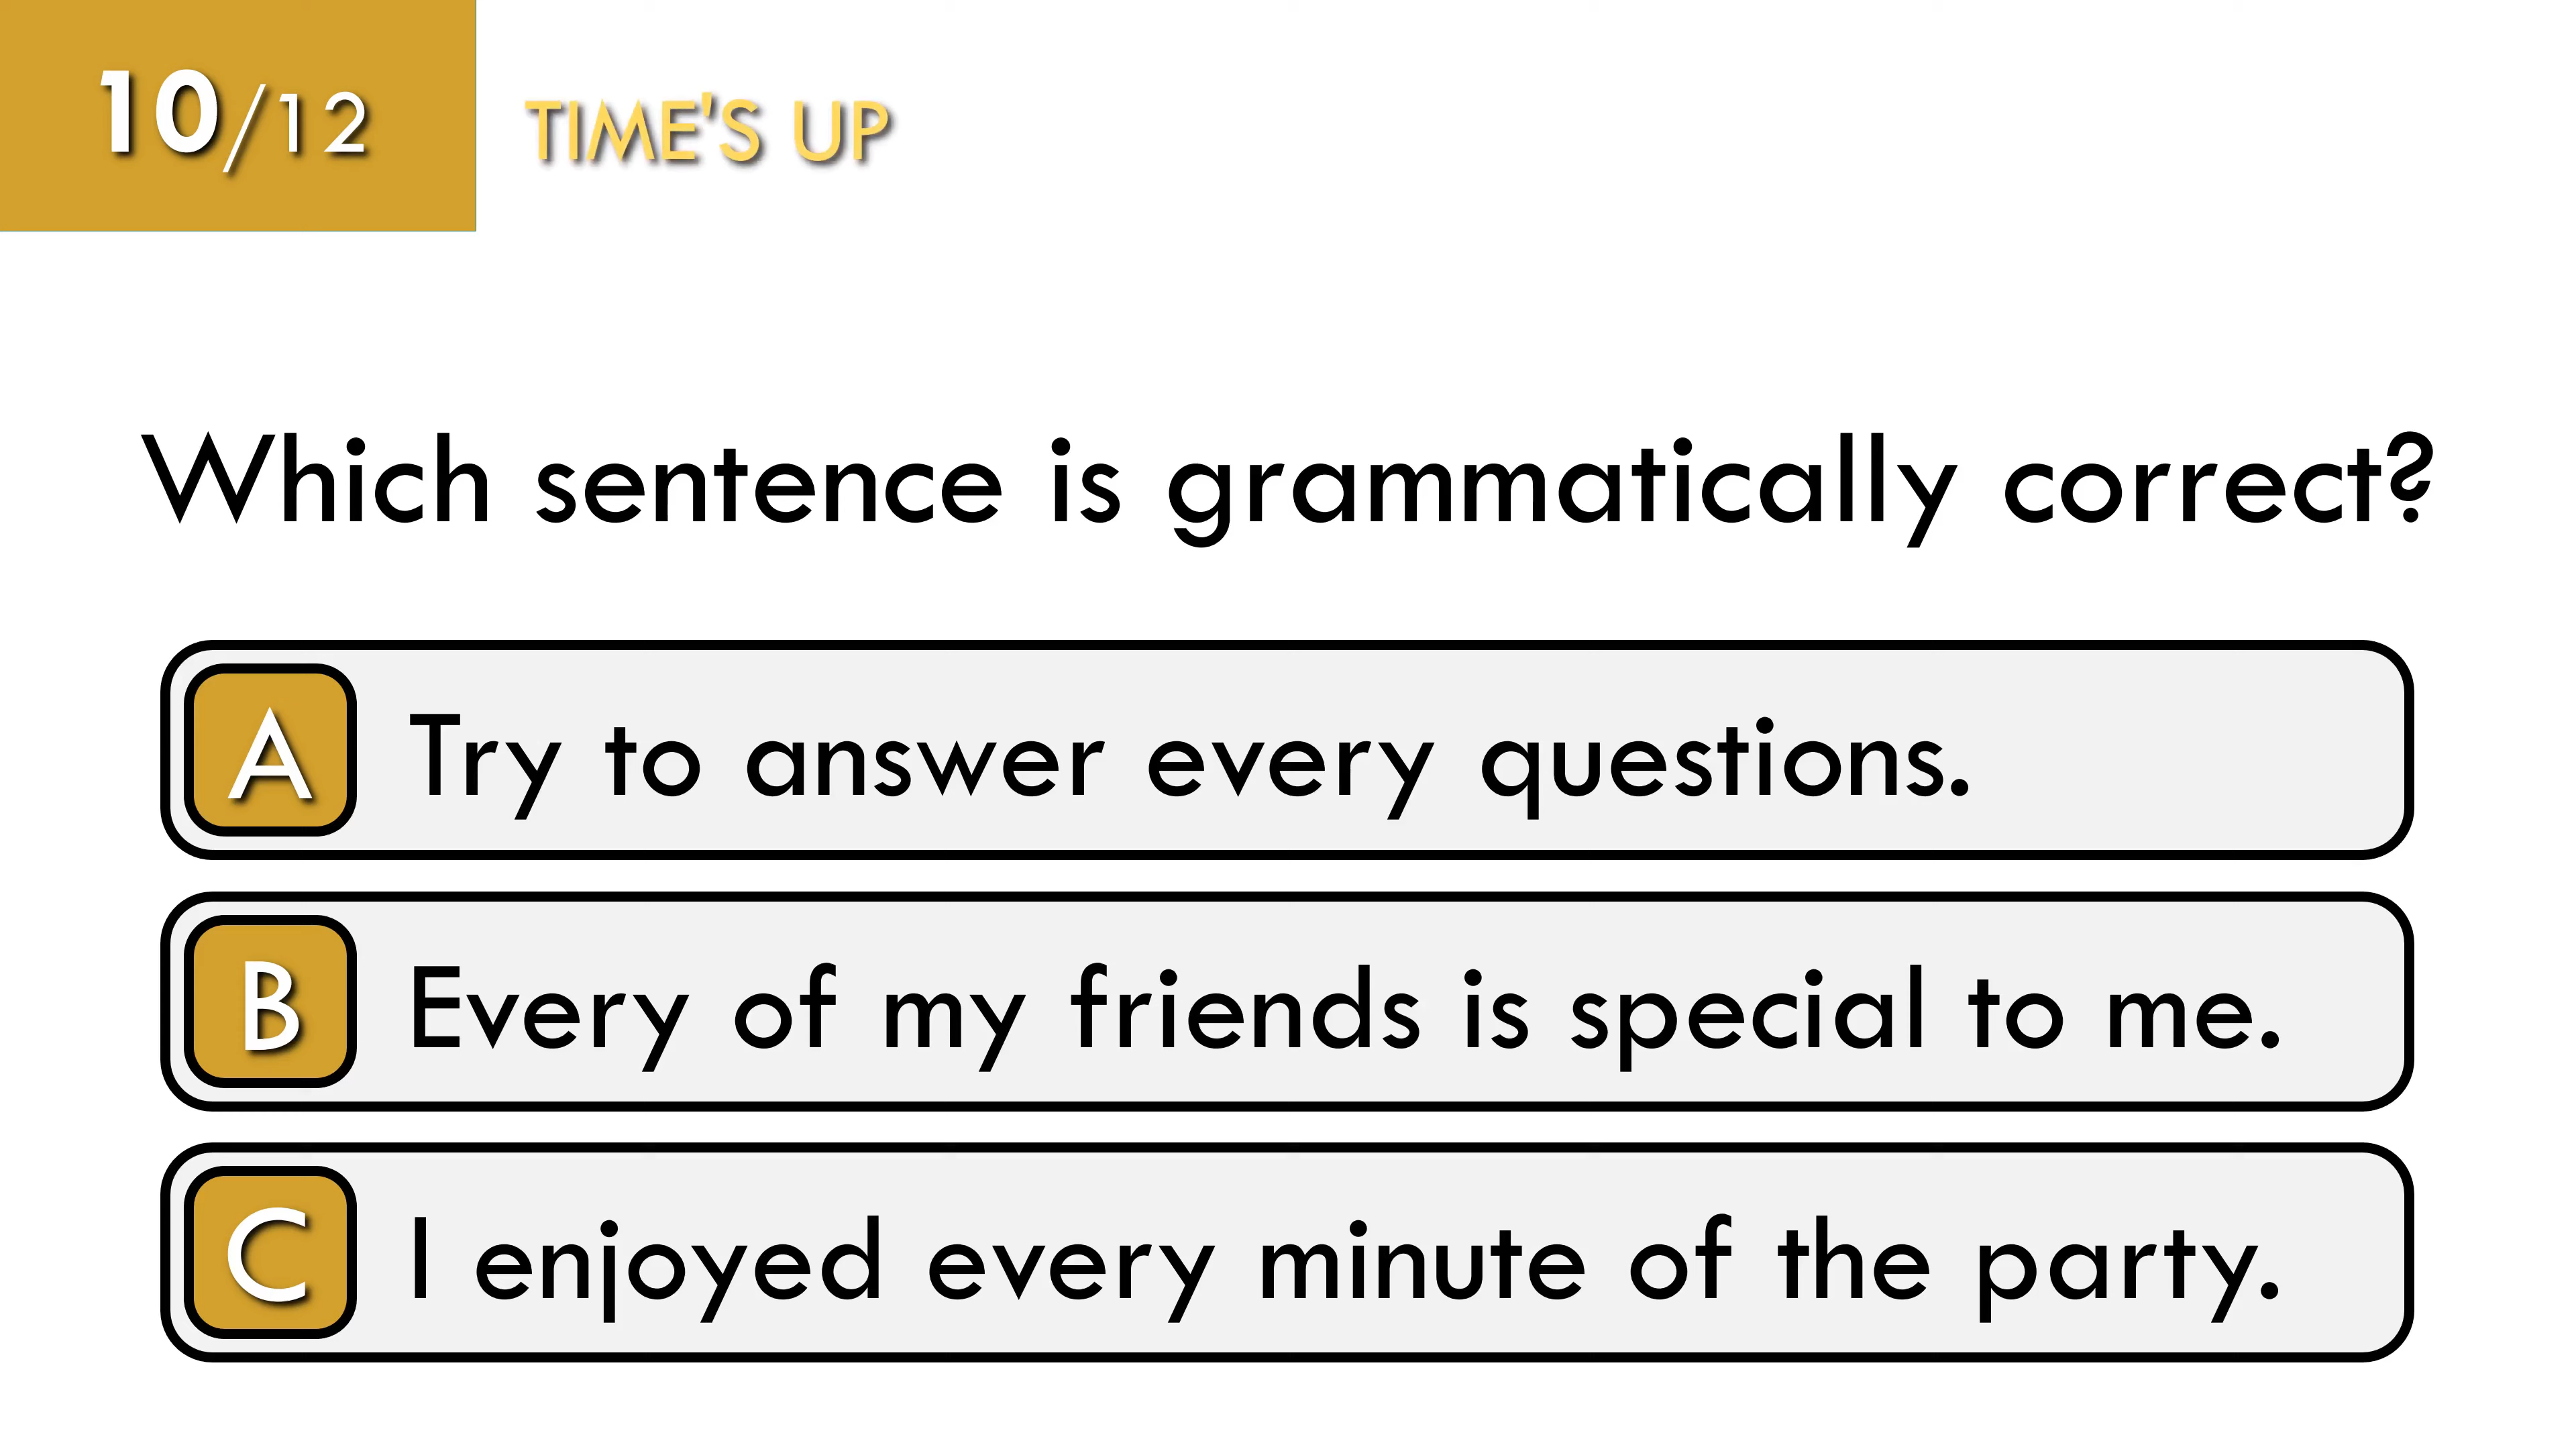 10/12
TIME'S UP
Which sentence is grammatically correct?
A Try to answer every questions.
B Every of my friends is special to me.
C I enjoyed every minute of the party.